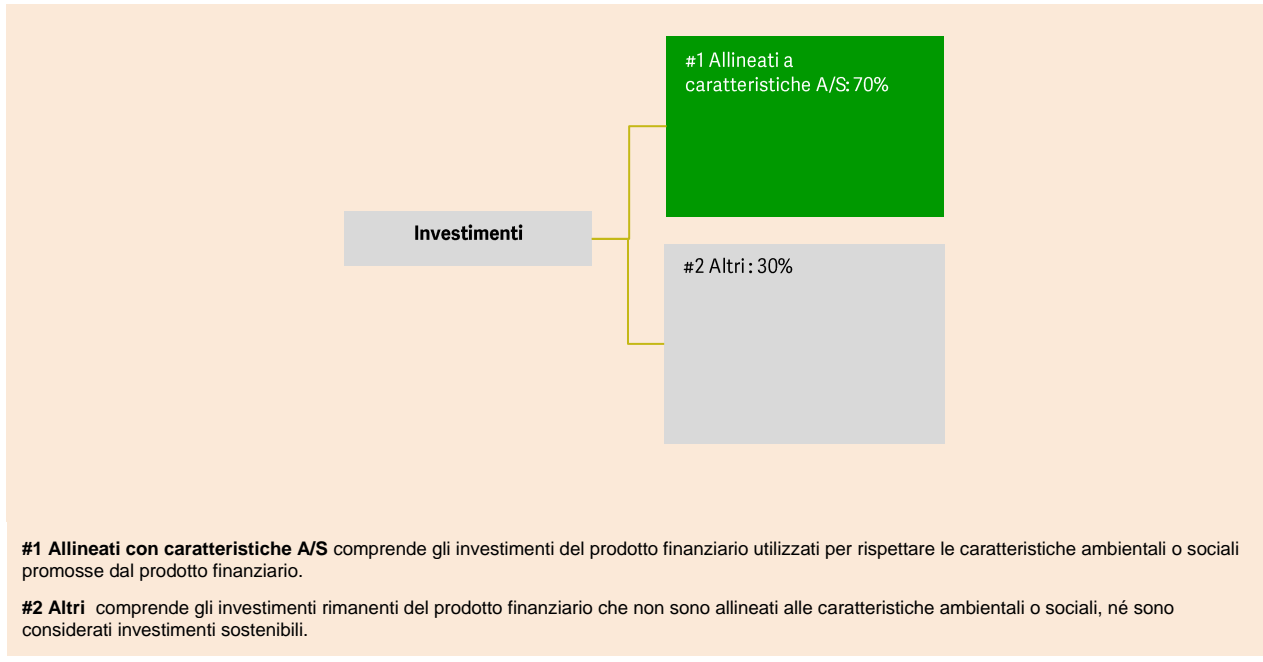 #1 Allineati a
caratteristiche A/S: 70%
Investimenti
#2 Altri : 30%
#1 Allineati con caratteristiche A/S comprende gli investimenti del prodotto finanziario utilizzati per rispettare le caratteristiche ambientali o sociali
promosse dal prodotto finanziario.
#2 Altri comprende gli investimenti rimanenti del prodotto finanziario che non sono allineati alle caratteristiche ambientali o sociali, né sono
considerati investimenti sostenibili.